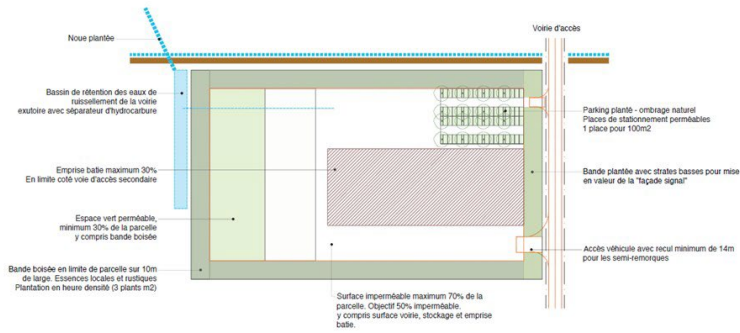 Voirie d'accès
Noue plantée
Bassin de rétention des eaux de
ruissellement de la voirie
exutoire avec séparateur d'hydrocarbure
Parking planté - ombrage naturel
Places de stationnement perméables
1 place pour 100m2
Emprise batie maximum 30%
En limite coté voie d'accès secondaire
Bande plantée avec strates basses pour mise
en valeur de la "façade signal"
Espace vert perméable,
minimum 30% de la parcelle
y compris bande boisée
Accès véhicule avec recul minimum de 14m
pour les semi-remorques
Bande boisée en limite de parcelle sur 10m
de large. Essences locales et rustiques
Plantation en heure densité (3 plants m2)
Surface imperméable maximum 70% de la
parcelle. Objectif 50% imperméable.
y compris surface voirie, stockage et emprise
batie.